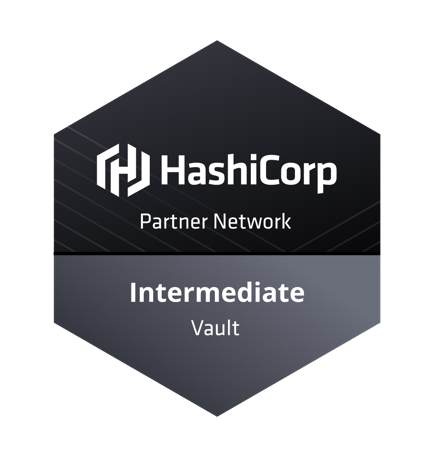 HashiCorp
Partner Network
Intermediate
Vault